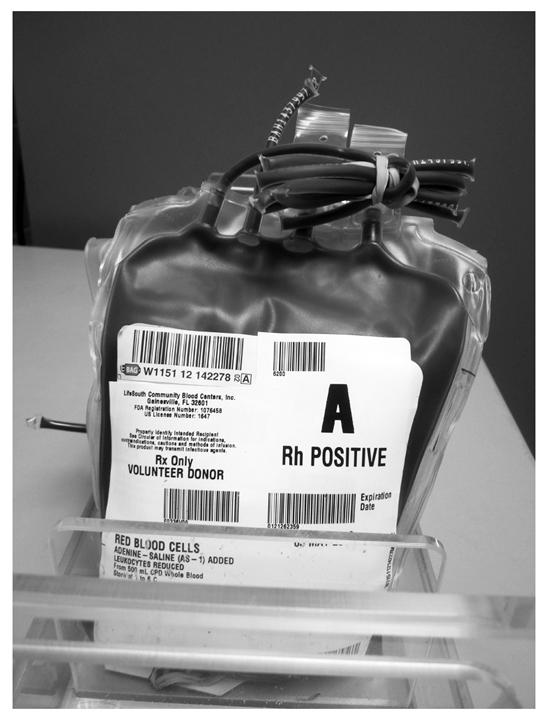 BAG W1151 12 142278 A
LifeSouth Community Blood Centers, Inc.
Gainesville, FL 32601
FDA Registration Number: 1076458
US License Number: 1647
Properly Identify Intended Recipient
See Circular of Information for indications,
contraindications, cautions and methods of infusion.
This product may transmit infectious agents.
Rx Only
VOLUNTEER DONOR
6200
A
Rh POSITIVE
Expiration
Date
0121262359
RED BLOOD CELLS
ADENINE-SALINE (AS-1) ADDED
LEUKOCYTES REDUCED
From 500 mL CPD Whole Blood
Store at 1 to 6 C